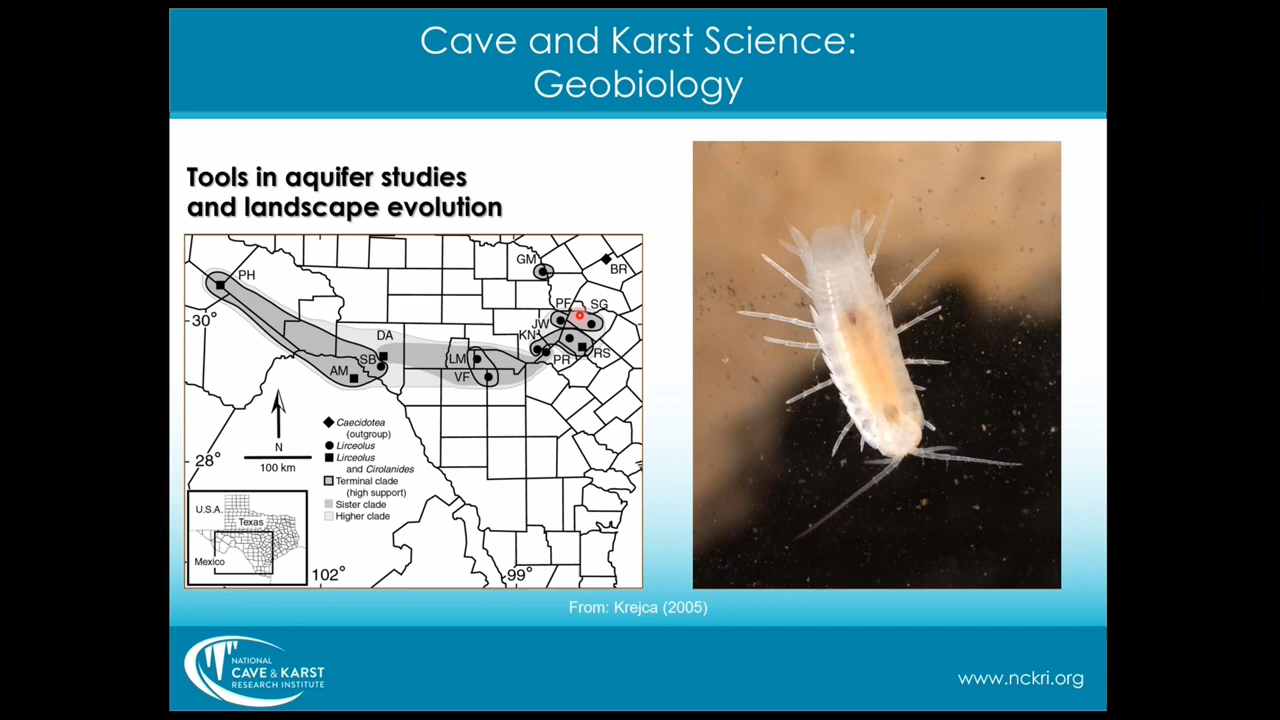 Cave and Karst Science:
Geobiology
Tools in aquifer studies
and landscape evolution
PH
GM
BR
30°
PF
SG
JW
KN
DA
SB
LM
PR
RS
AM
VF
N
100 km
28°
Caecidotea
(outgroup)
Lirceolus
Lirceolus
and Cirolanides
Terminal clade
(high support)
Sister clade
Higher clade
U.S.A.
Texas
Mexico
102°
99°
From: Krejca (2005)
NATIONAL
CAVE & KARST
RESEARCH INSTITUTE
www.nckri.org